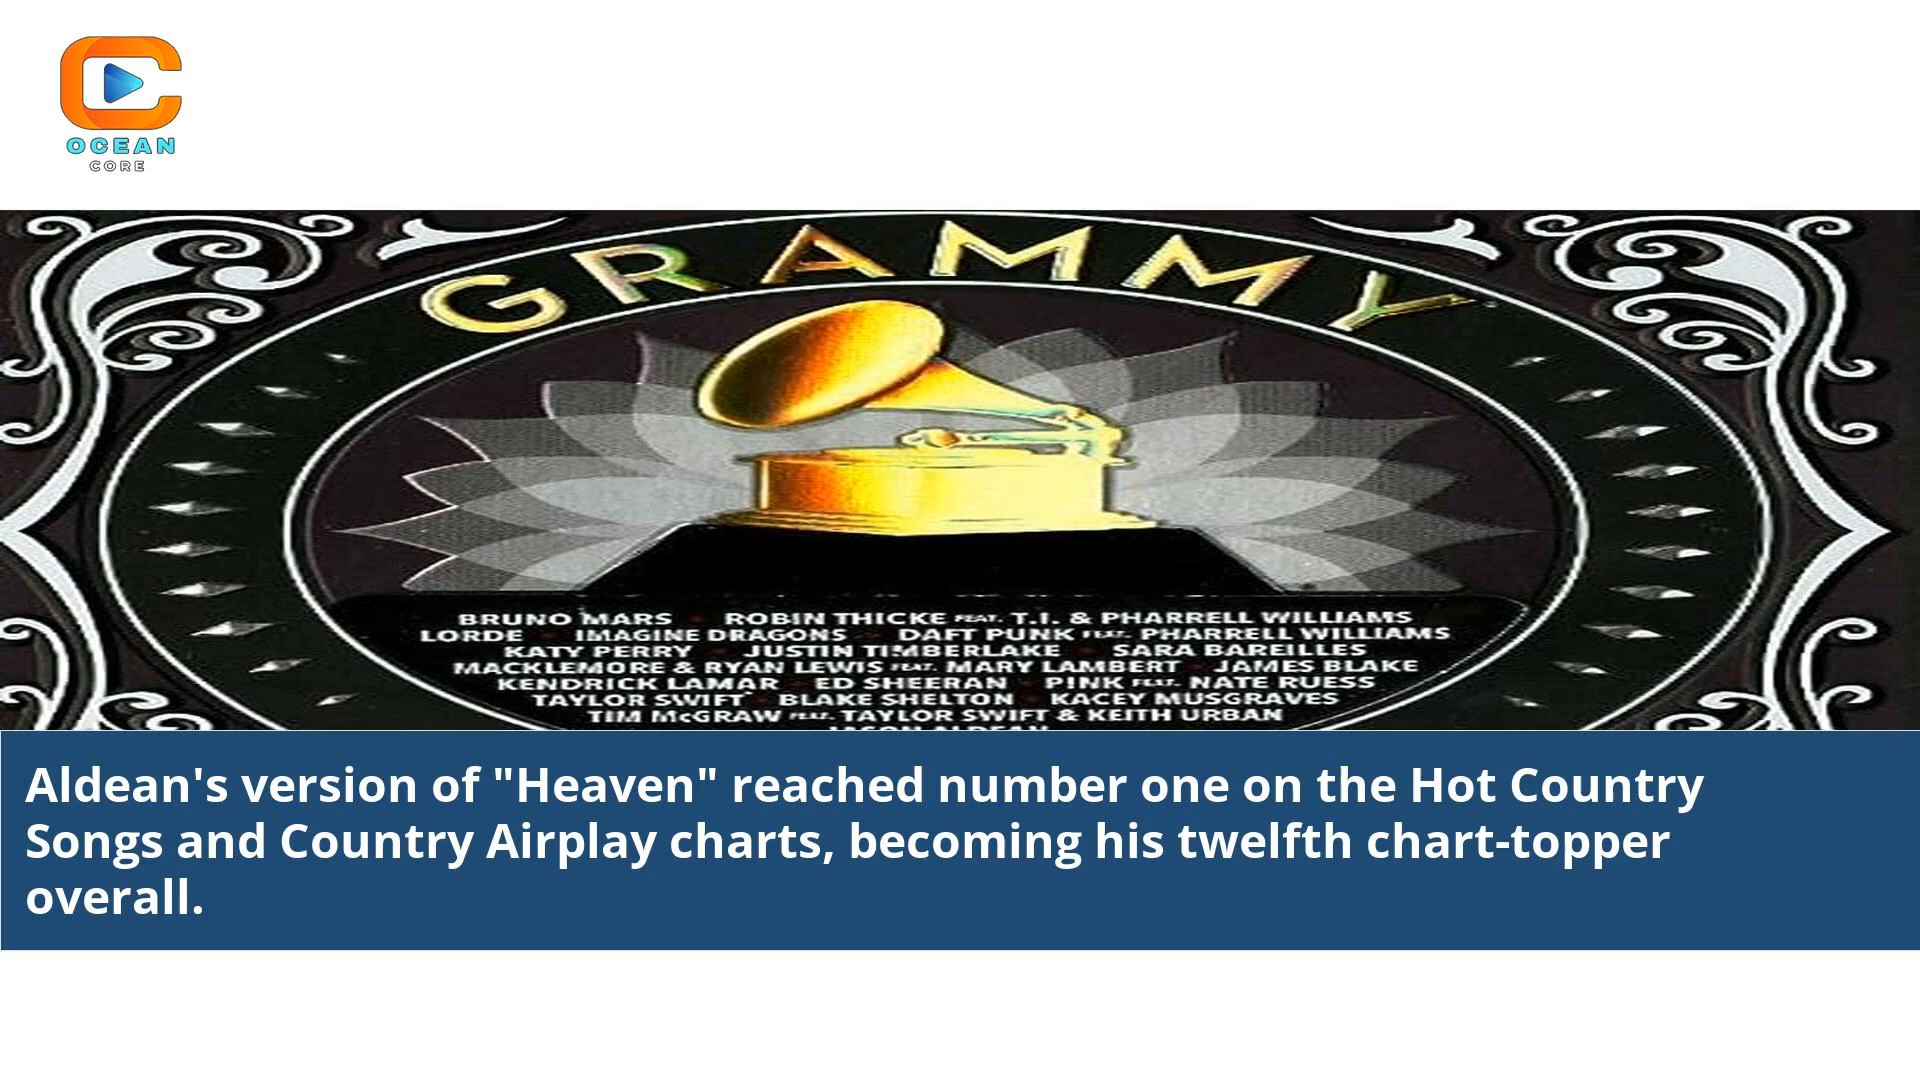 OCEAN
CORE
GRAMMY
BRUNO MARS ROBIN THICKE FEAT. T.I. & PHARRELL WILLIAMS
LORDE IMAGINE DRAGONS DAFT PUNK FEAT. PHARRELL WILLIAMS
KATY PERRY JUSTIN TIMBERLAKE SARA BAREILLES
MACKLEMORE & RYAN LEWIS FEAT. MARY LAMBERT JAMES BLAKE
KENDRICK LAMAR ED SHEERAN P!NK FEAT. NATE RUESS
TAYLOR SWIFT BLAKE SHELTON KACEY MUSGRAVES
TIM McGRAW FEAT. TAYLOR SWIFT & KEITH URBAN
JASON ALDEAN
Aldean's version of "Heaven" reached number one on the Hot Country
Songs and Country Airplay charts, becoming his twelfth chart-topper
overall.